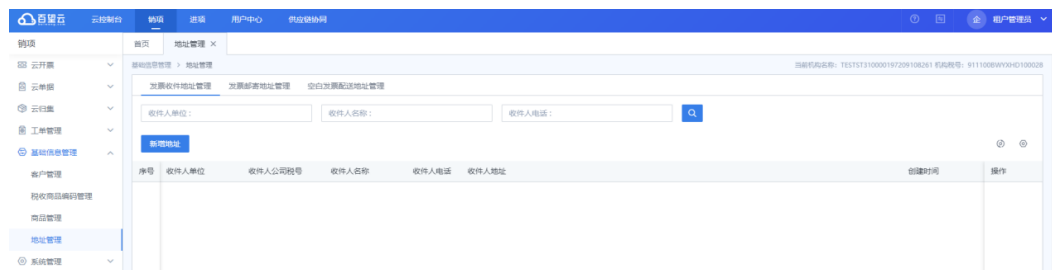 百望云 云控制台 销项 进项 用户中心 供应链协同 企 租户管理员
销项 首页 地址管理 ×
云开票 基础信息管理 > 地址管理 当前机构名称：TESTST310000197209108261 机构税号：911100BWYXHD100028
云单据 发票收件地址管理 发票邮寄地址管理 空白发票配送地址管理
云归集 收件人单位： 收件人名称： 收件人电话：
工单管理
基础信息管理 新增地址
客户管理 序号 收件人单位 收件人公司税号 收件人名称 收件人电话 收件人地址 创建时间 操作
税收商品编码管理
商品管理
地址管理
系统管理